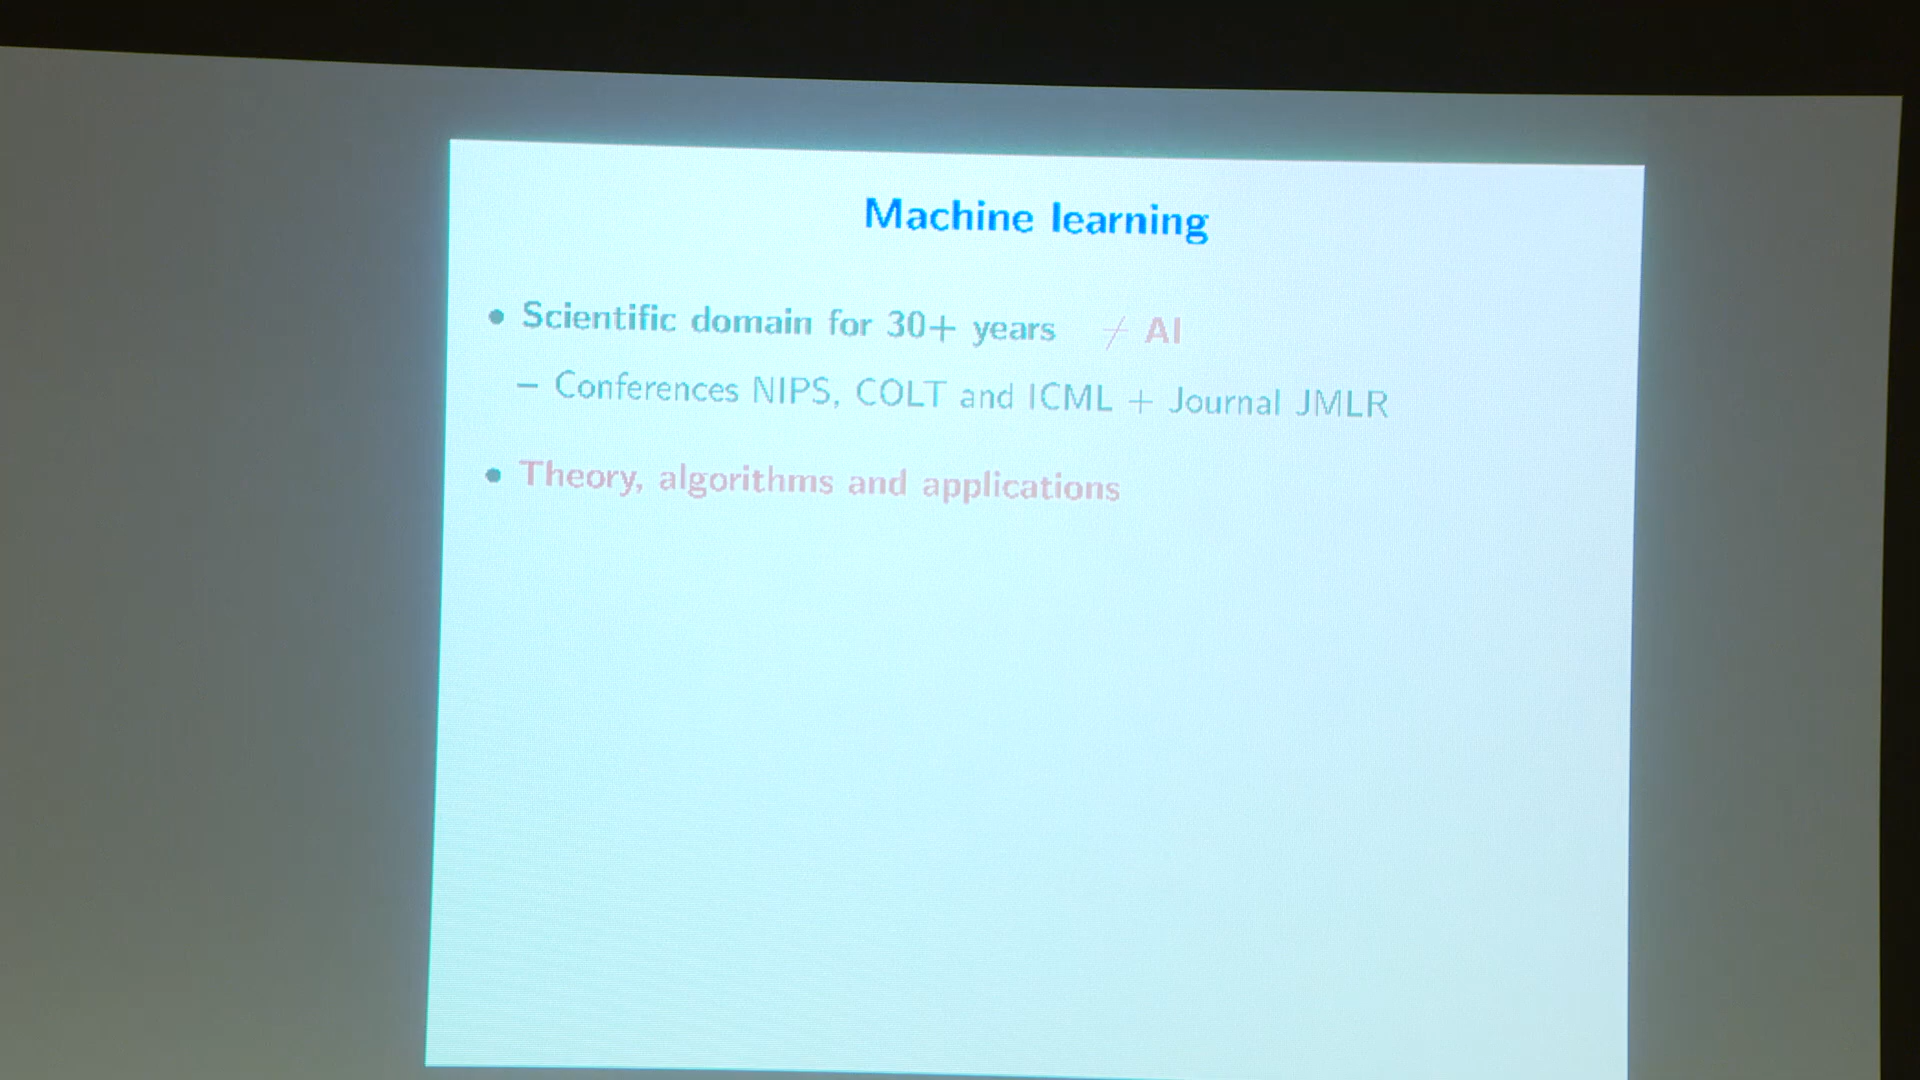 Machine learning
• Scientific domain for 30+ years ≠ AI
– Conferences NIPS, COLT and ICML + Journal JMLR
• Theory, algorithms and applications